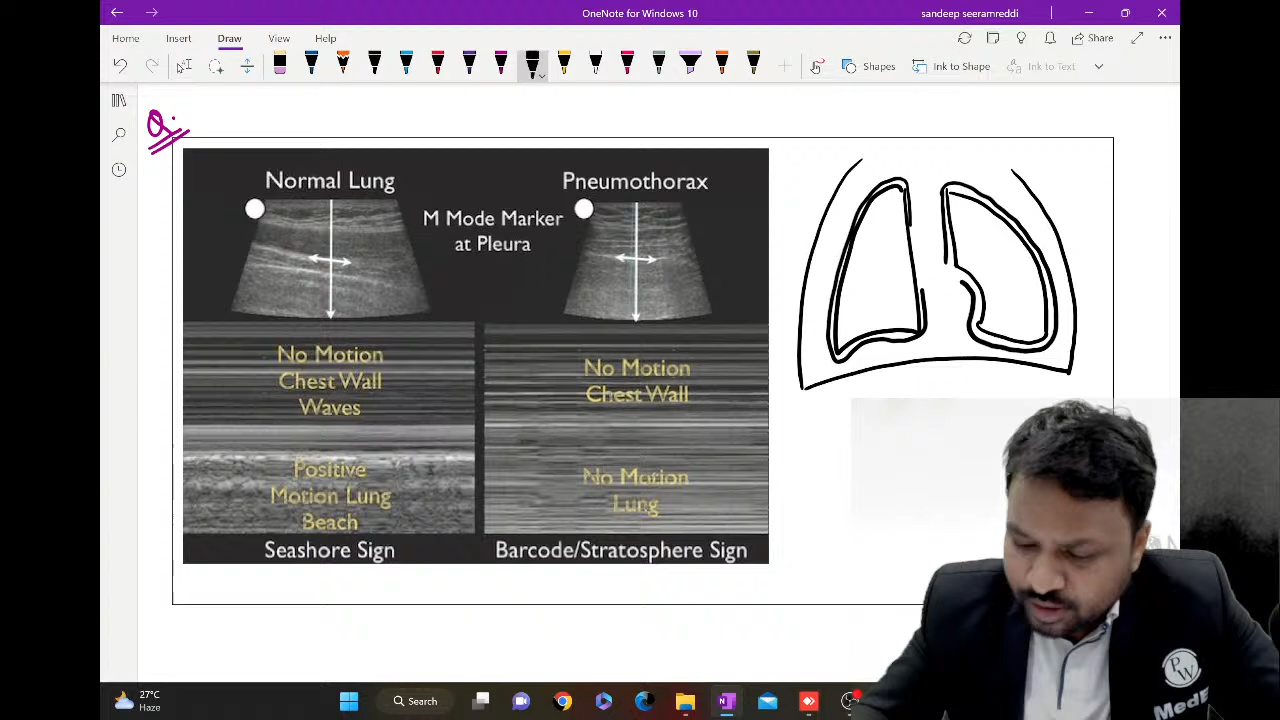 OneNote for Windows 10
sandeep seeramreddi
Home
Insert
Draw
View
Help
Share
Shapes
Ink to Shape
Ink to Text
Q.
Normal Lung
M Mode Marker
at Pleura
Pneumothorax
No Motion
Chest Wall
Waves
Positive
Motion Lung
Beach
Seashore Sign
No Motion
Chest Wall
No Motion
Lung
Barcode/Stratosphere Sign
PW
MedE
27°C
Haze
Search